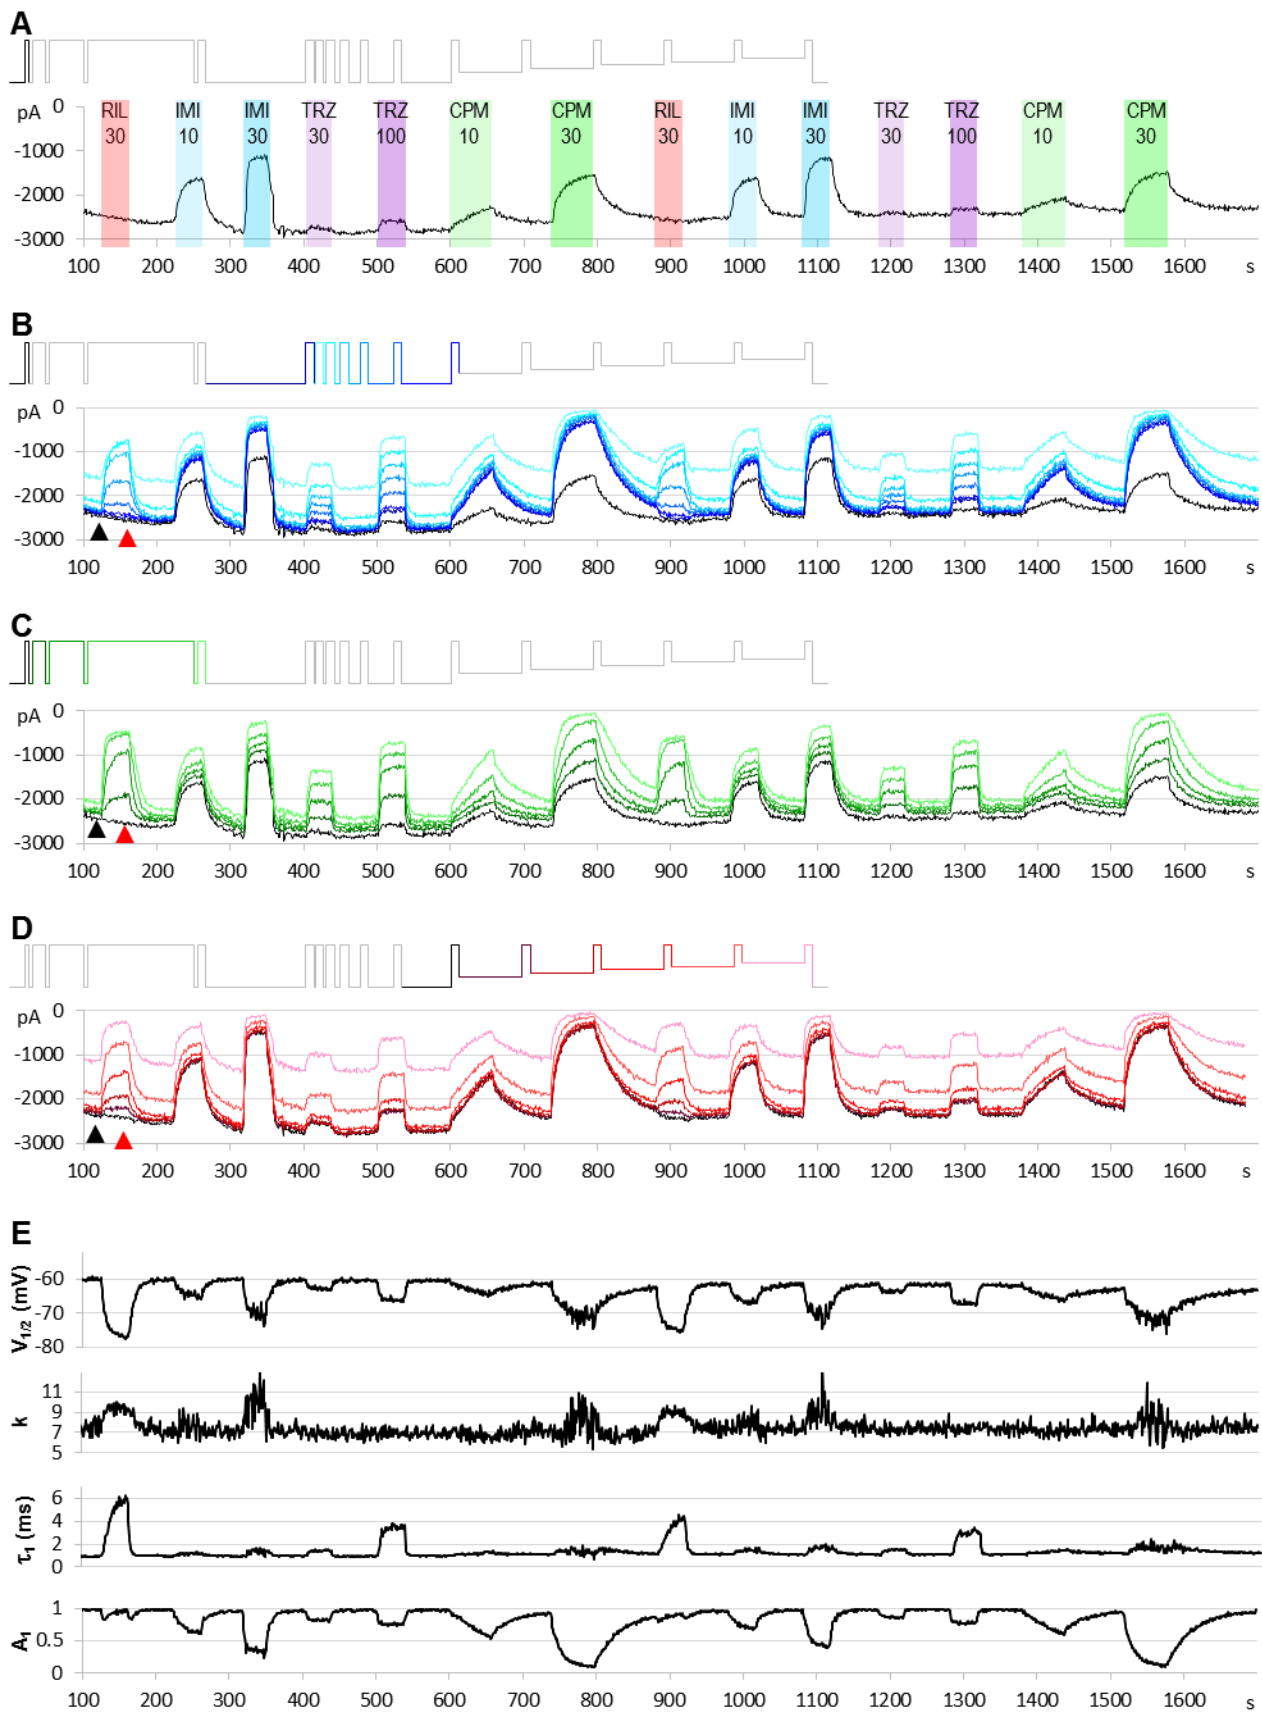 A
pA 0
RIL IMI IMI TRZ TRZ CPM CPM RIL IMI IMI TRZ TRZ CPM CPM
30 10 30 30 100 10 30 30 10 30 30 100 10 30
-1000
-2000
-3000
100 200 300 400 500 600 700 800 900 1000 1100 1200 1300 1400 1500 1600 s
B
pA 0
-1000
-2000
-3000
100 200 300 400 500 600 700 800 900 1000 1100 1200 1300 1400 1500 1600 s
C
pA 0
-1000
-2000
-3000
100 200 300 400 500 600 700 800 900 1000 1100 1200 1300 1400 1500 1600 s
D
pA 0
-1000
-2000
-3000
100 200 300 400 500 600 700 800 900 1000 1100 1200 1300 1400 1500 1600 s
E
V1/2 (mV)
-60
-70
-80
k
11
9
7
5
τ1 (ms)
6
4
2
0
A1
1
0.5
0
100 200 300 400 500 600 700 800 900 1000 1100 1200 1300 1400 1500 1600 s